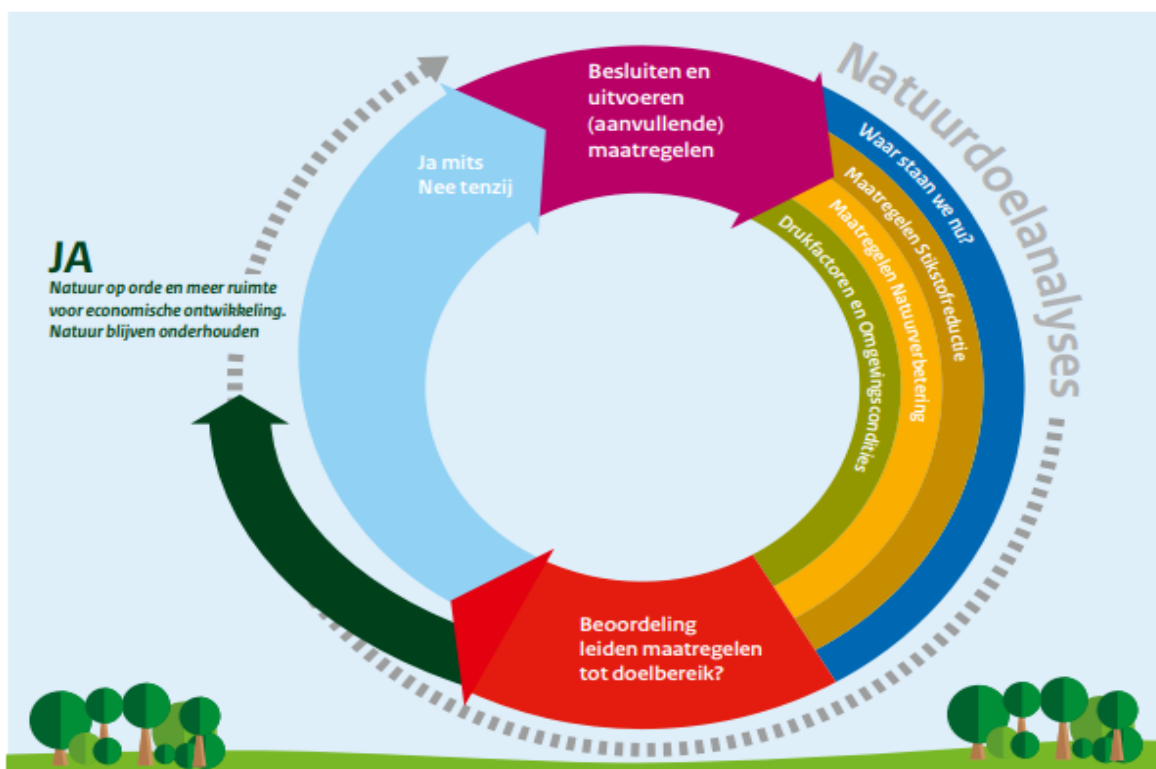 Natuurdoelanalyses
Besluiten en
uitvoeren
(aanvullende)
maatregelen
Waar staan we nu?
Maatregelen Stikstofreductie
Maatregelen Natuurverbetering
Drukfactoren en Omgevingscondities
Beoordeling
leiden maatregelen
tot doelbereik?
Ja mits
Nee tenzij
JA
Natuur op orde en meer ruimte
voor economische ontwikkeling.
Natuur blijven onderhouden